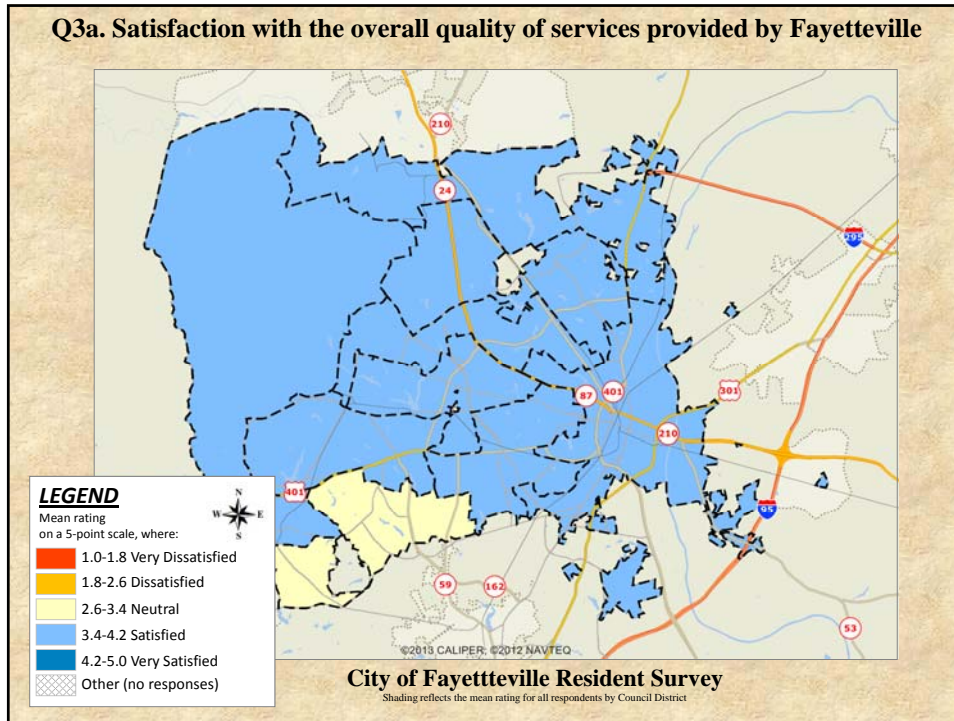 Q3a. Satisfaction with the overall quality of services provided by Fayetteville
210
24
295
87
401
301
210
401
95
59
162
53
LEGEND
Mean rating
on a 5-point scale, where:
1.0-1.8 Very Dissatisfied
1.8-2.6 Dissatisfied
2.6-3.4 Neutral
3.4-4.2 Satisfied
4.2-5.0 Very Satisfied
Other (no responses)
N
W E
S
©2013 CALIPER; ©2012 NAVTEQ
City of Fayettteville Resident Survey
Shading reflects the mean rating for all respondents by Council District